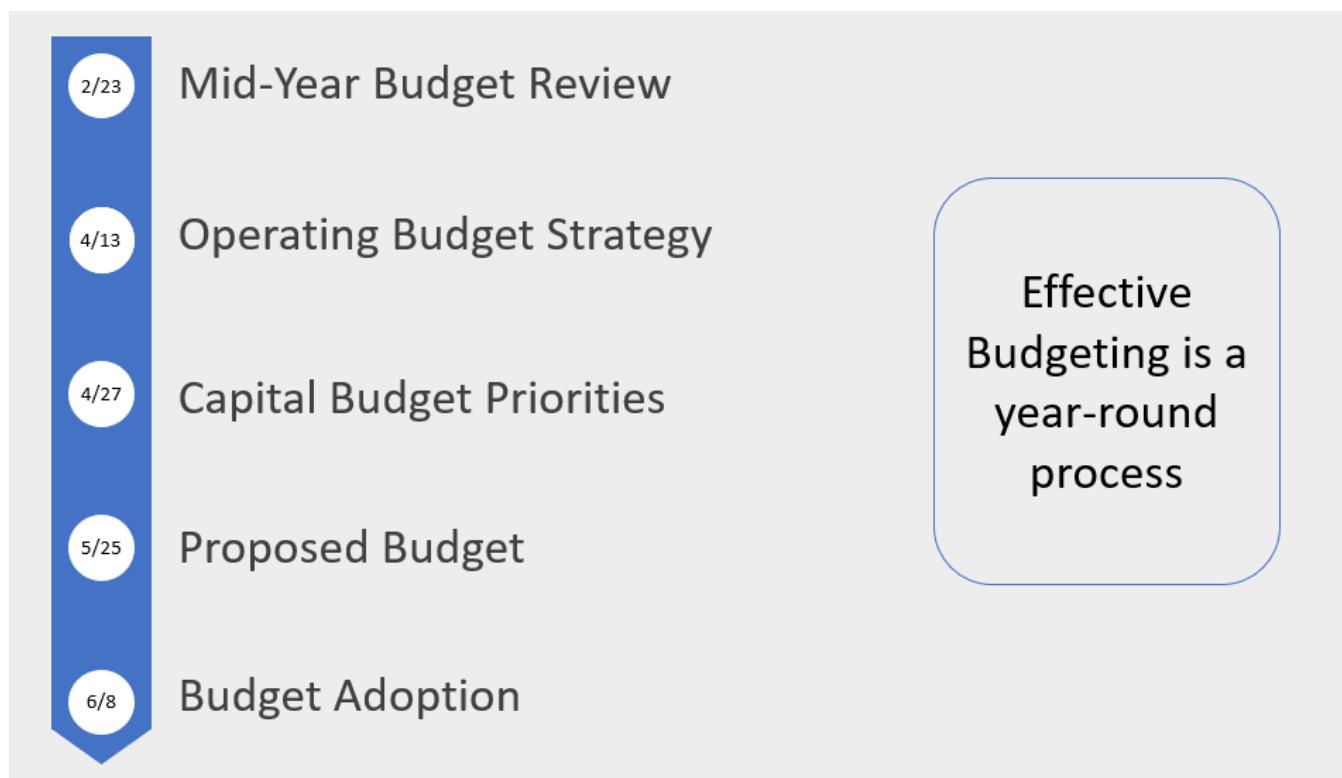 2/23 Mid-Year Budget Review
4/13 Operating Budget Strategy
4/27 Capital Budget Priorities
5/25 Proposed Budget
6/8 Budget Adoption
Effective
Budgeting is a
year-round
process